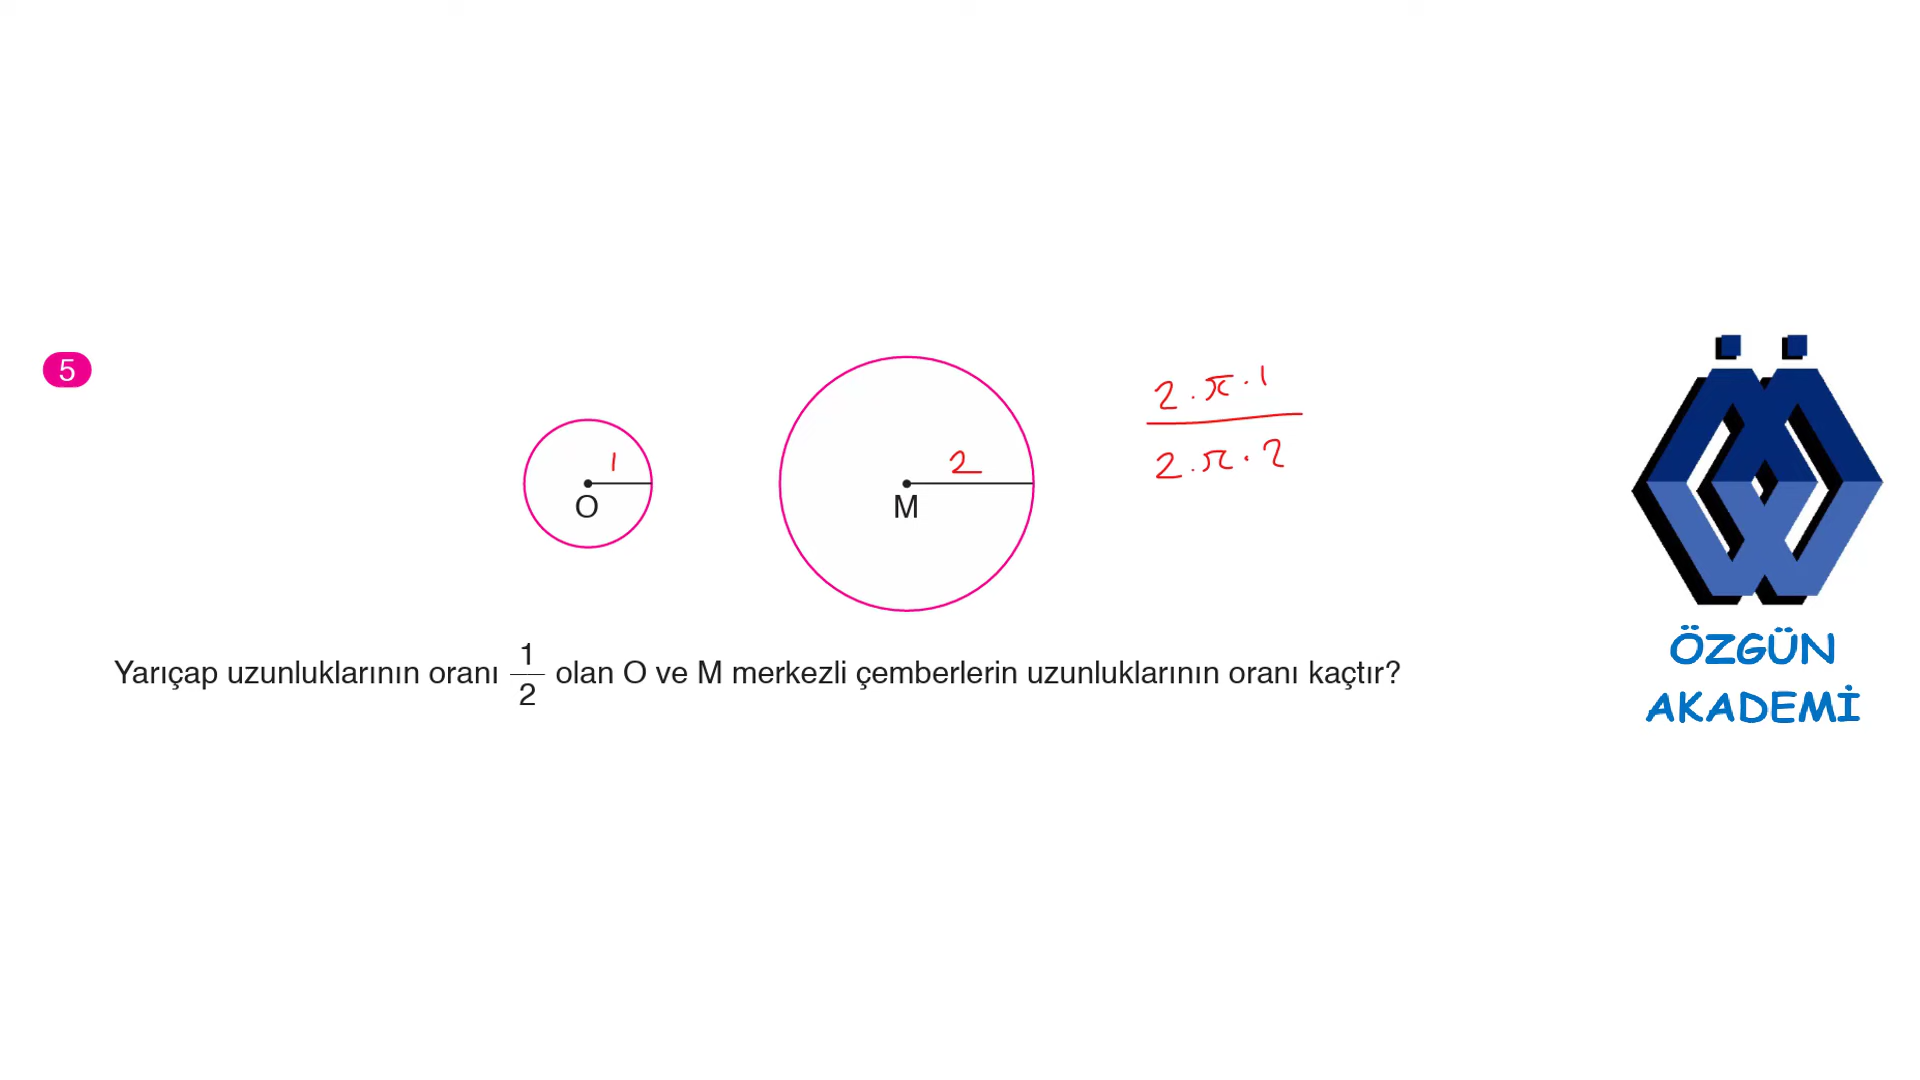 5
1
O
2
M
2 . π . 1
2 . π . 2
Yarıçap uzunluklarının oranı 1/2 olan O ve M merkezli çemberlerin uzunluklarının oranı kaçtır?
ÖZGÜN
AKADEMİ